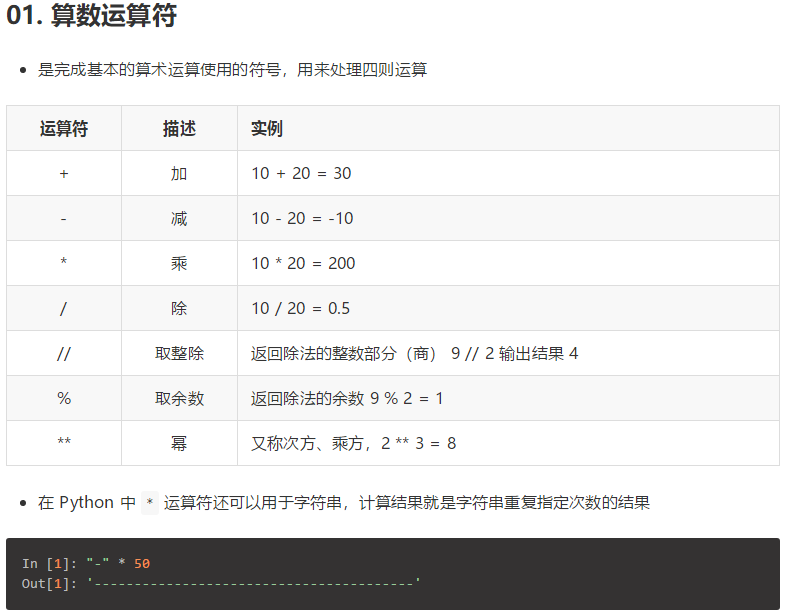 01. 算数运算符
• 是完成基本的算术运算使用的符号，用来处理四则运算
运算符 描述 实例
+ 加 10 + 20 = 30
- 减 10 - 20 = -10
* 乘 10 * 20 = 200
/ 除 10 / 20 = 0.5
// 取整除 返回除法的整数部分（商） 9 // 2 输出结果 4
% 取余数 返回除法的余数 9 % 2 = 1
** 幂 又称次方、乘方，2 ** 3 = 8
• 在 Python 中 * 运算符还可以用于字符串，计算结果就是字符串重复指定次数的结果
In [1]: "-" * 50
Out[1]: '----------------------------------------'